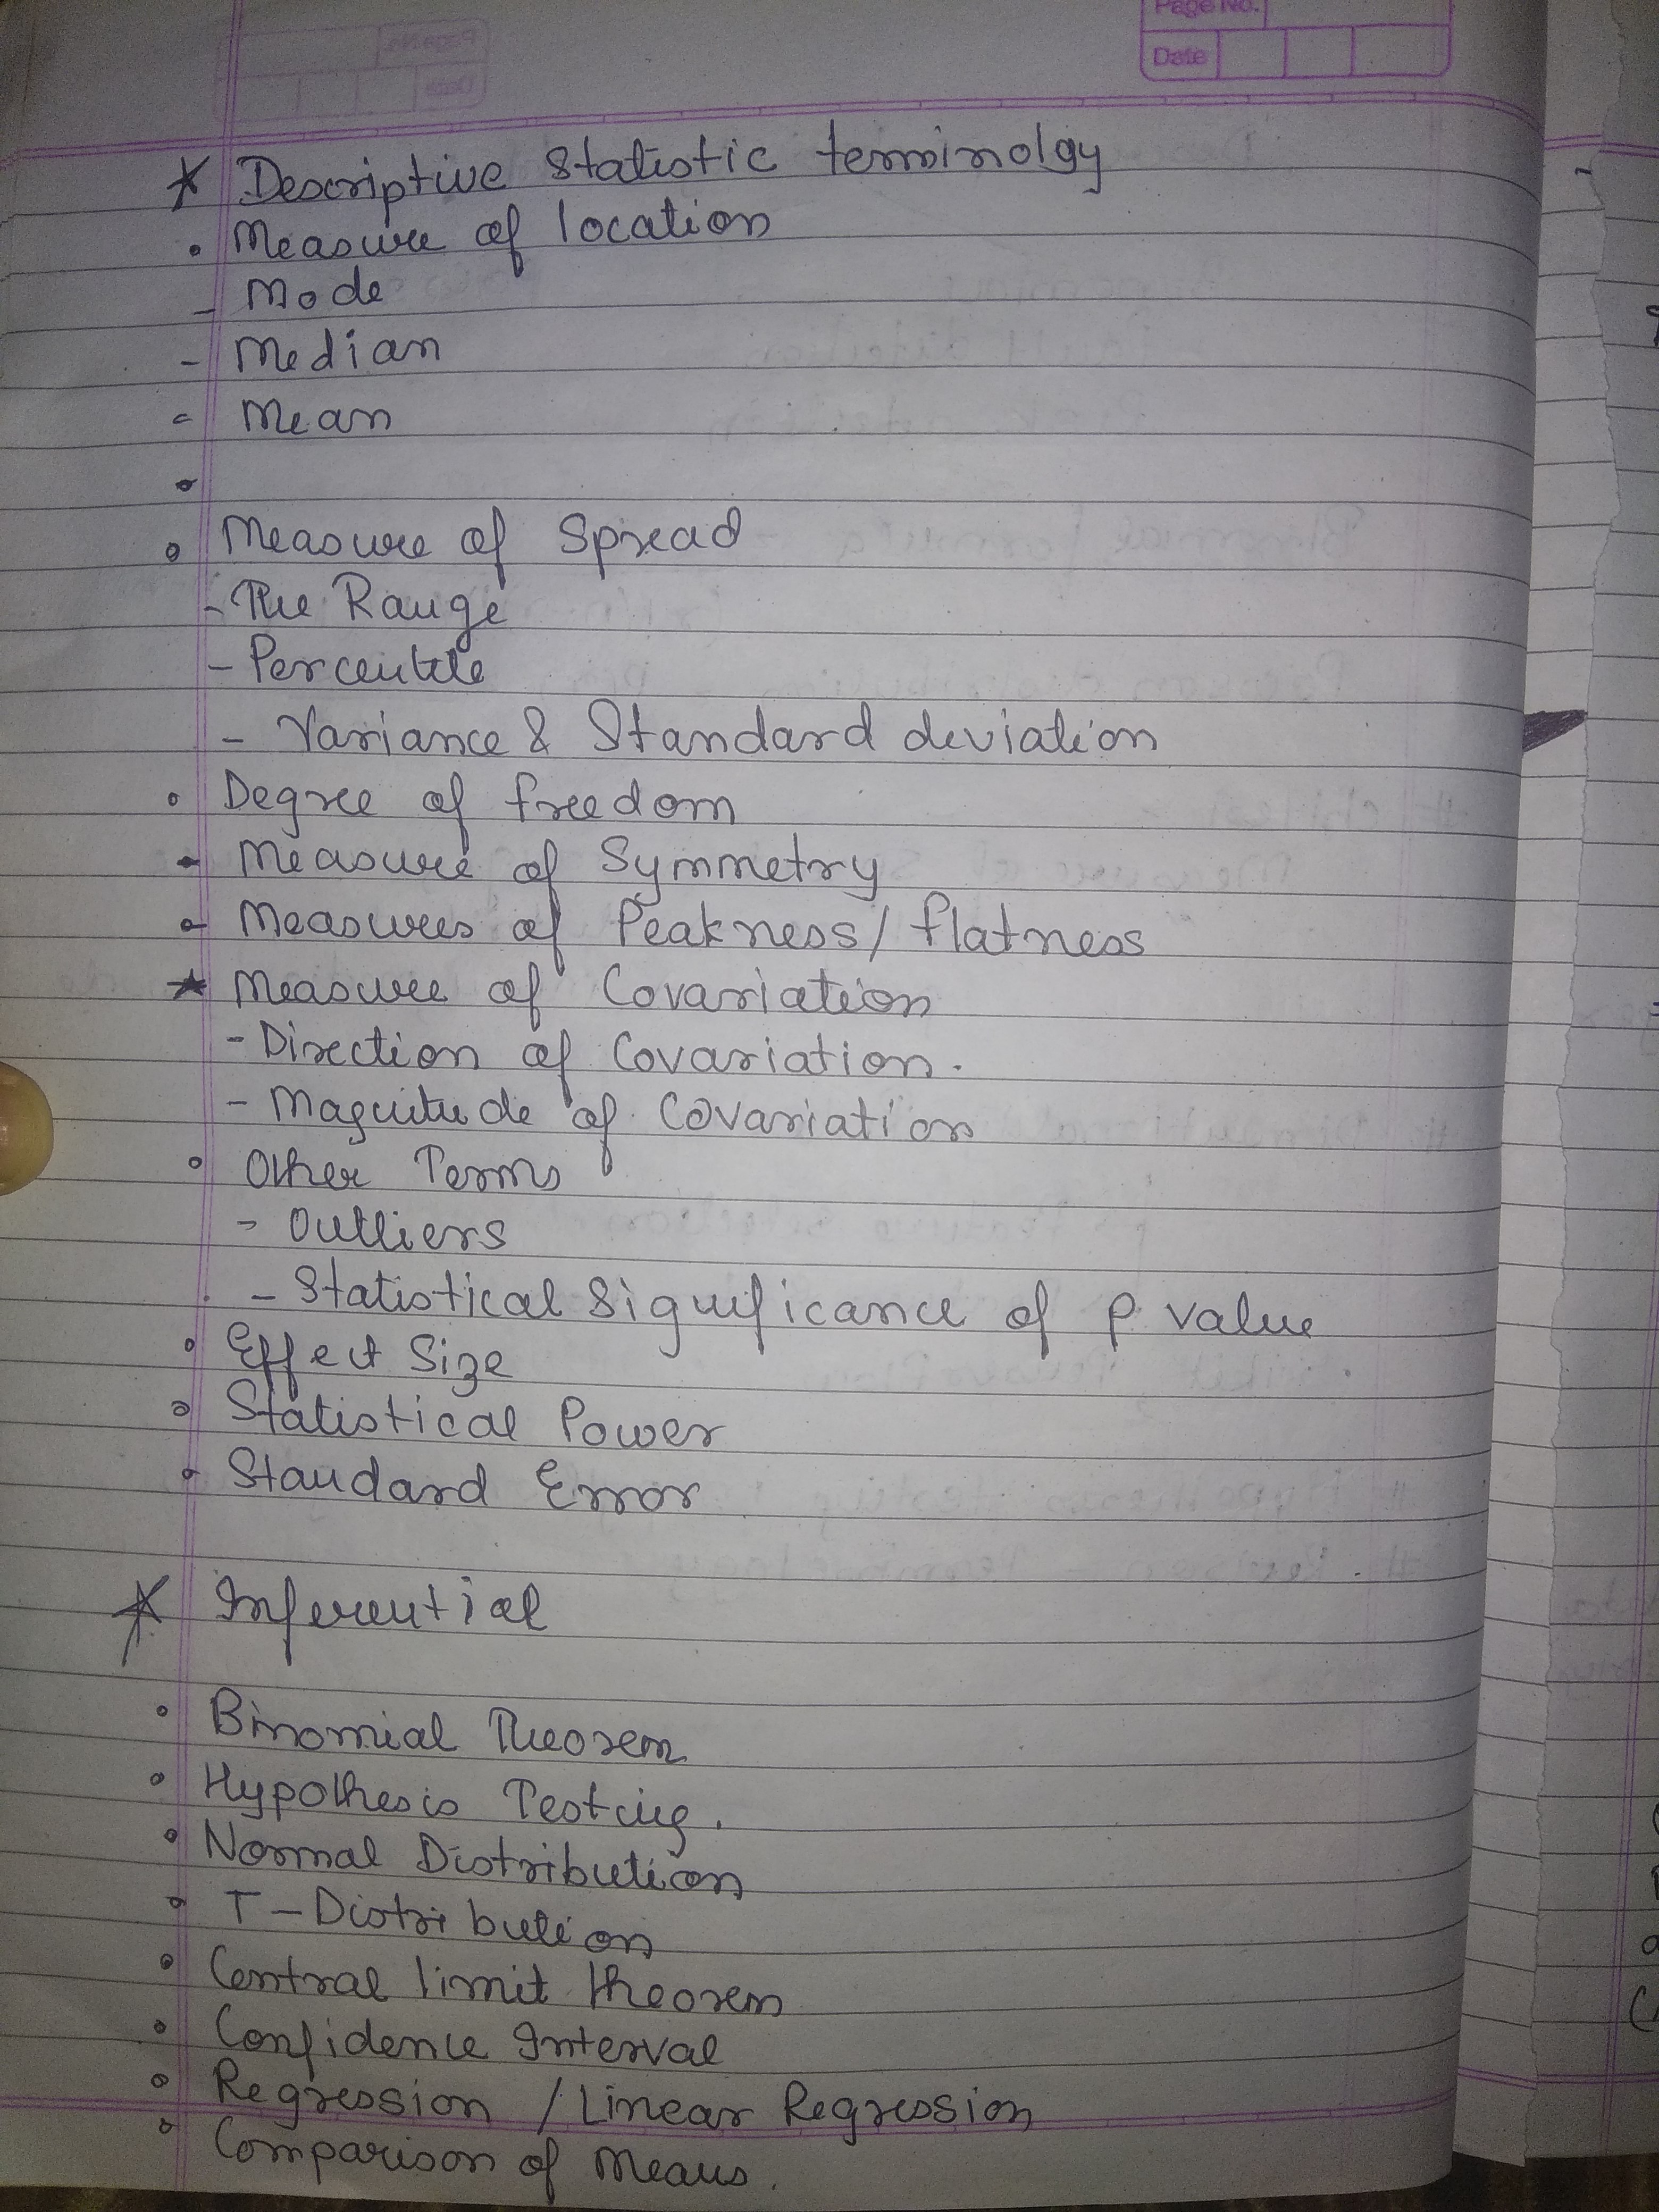 Page No.
Date
* Descriptive Statistic terminolgy
• Measure of location
- Mode
- Median
- Mean
•
• Measure of Spread
- The Range
- Percentile
- Variance & Standard deviation
• Degree of freedom
• Measure of Symmetry
• Measures of Peakness / flatness
* Measure of Covariation
- Direction of Covariation.
- Magnitude of Covariation
• Other Terms
- Outliers
- Statistical Significance of p value
• Effect Size
• Statistical Power
• Standard Error
* Inferential
• Binomial Theorem
• Hypothesis Testing.
• Normal Distribution
• T-Distribution
• Central limit theorem
• Confidence Interval
• Regression / Linear Regression
• Comparison of Means.